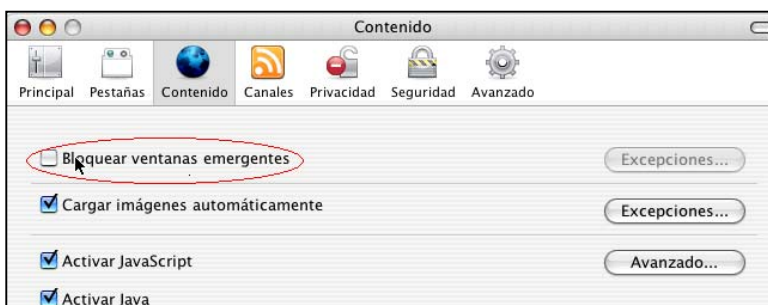 Contenido
Principal Pestañas Contenido Canales Privacidad Seguridad Avanzado
Bloquear ventanas emergentes Excepciones...
Cargar imágenes automáticamente Excepciones...
Activar JavaScript Avanzado...
Activar Java